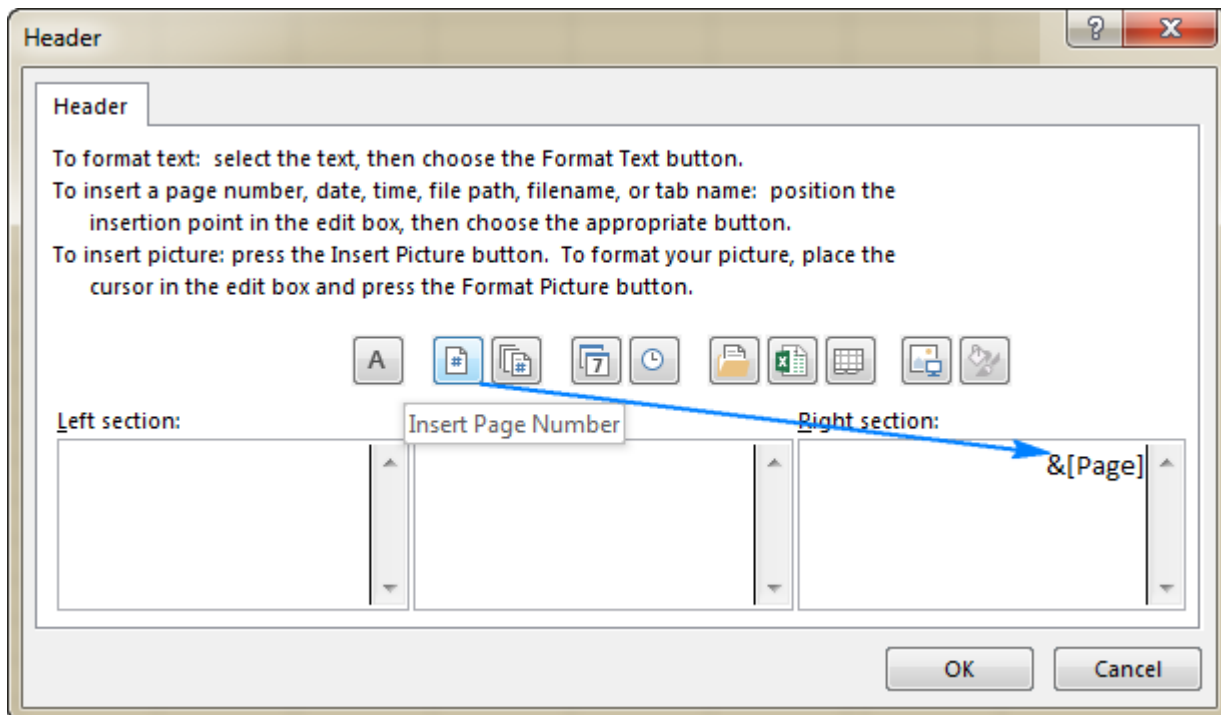 Header
Header
To format text:  select the text, then choose the Format Text button.
To insert a page number, date, time, file path, filename, or tab name:  position the
insertion point in the edit box, then choose the appropriate button.
To insert picture: press the Insert Picture button.  To format your picture, place the
cursor in the edit box and press the Format Picture button.
A # # 7
Left section:
Insert Page Number
Right section:
&[Page]
OK
Cancel